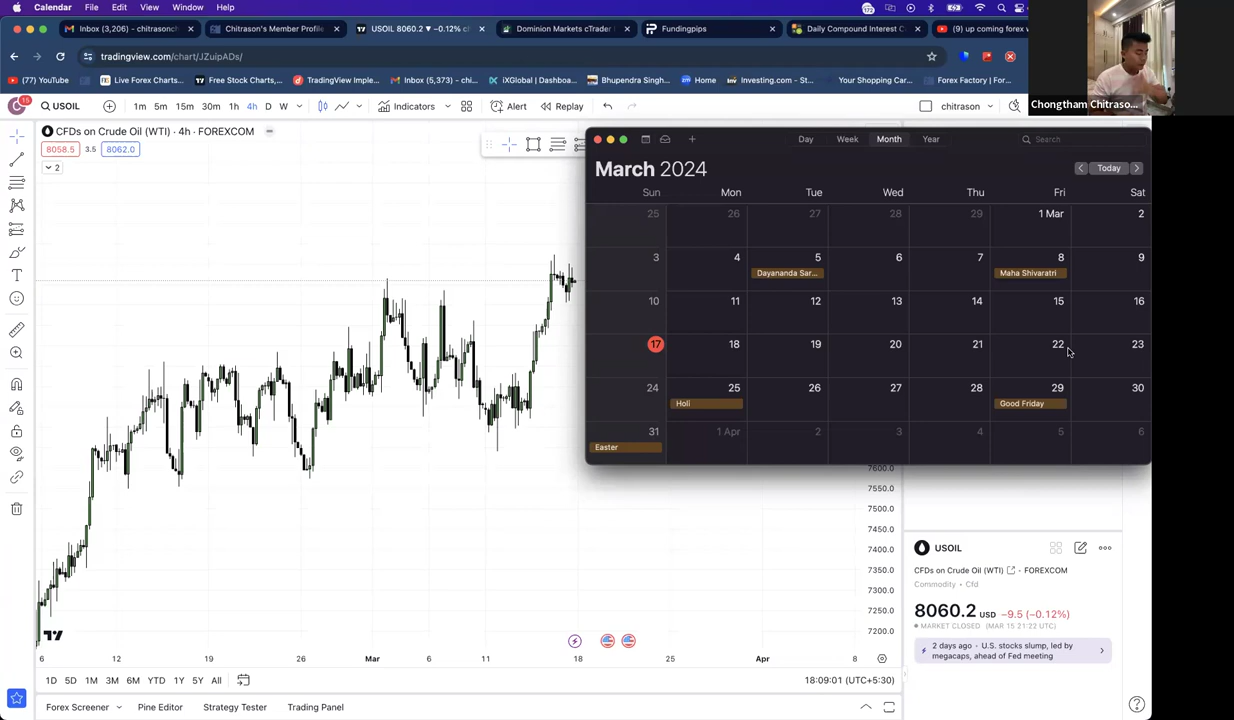 Calendar File Edit View Window Help
172
Inbox (3,206) - chitrasonch
Chitrason's Member Profile
USOIL 8060.2 ▼ −0.12% c
Dominion Markets cTrader
Fundingpips
Daily Compound Interest C
(9) up coming forex w
tradingview.com/chart/JZuipADs/
(77) YouTube
Live Forex Charts,...
Free Stock Charts,...
TradingView Imple...
Inbox (5,373) - chi...
iXGlobal | Dashboa...
Bhupendra Singh...
Home
Investing.com - St...
Your Shopping Car...
Forex Factory | For...
Chongtham Chitraso...
15
USOIL
1m 5m 15m 30m 1h 4h D W
Indicators
Alert
Replay
chitrason
CFDs on Crude Oil (WTI) · 4h · FOREXCOM
8058.5 3.5 8062.0
2
Day Week Month Year
Search
March 2024
Today
Sun Mon Tue Wed Thu Fri Sat
25 26 27 28 29 1 Mar 2
3 4 5 6 7 8 9
Dayananda Sar... Maha Shivaratri
10 11 12 13 14 15 16
17 18 19 20 21 22 23
24 25 26 27 28 29 30
Holi Good Friday
31 1 Apr 2 3 4 5 6
Easter
7600.0
7550.0
7500.0
7450.0
7400.0
7350.0
7300.0
7250.0
7200.0
6 12 19 26 Mar 6 11 18 25 Apr 8
USOIL
CFDs on Crude Oil (WTI) · FOREXCOM
Commodity · Cfd
8060.2 USD −9.5 (−0.12%)
MARKET CLOSED (MAR 15 21:22 UTC)
2 days ago · U.S. stocks slump, led by
megacaps, ahead of Fed meeting
1D 5D 1M 3M 6M YTD 1Y 5Y All
18:09:01 (UTC+5:30)
Forex Screener
Pine Editor
Strategy Tester
Trading Panel